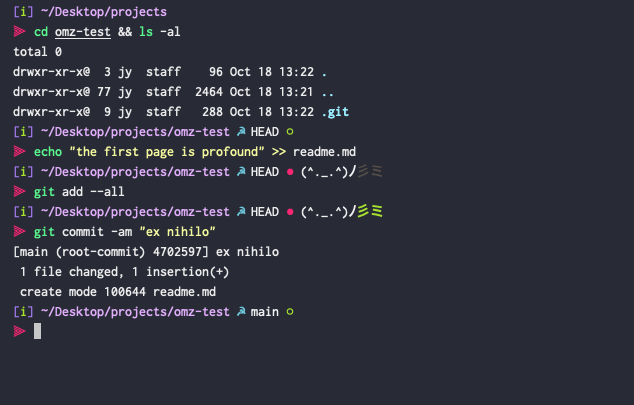 [i] ~/Desktop/projects
⫸ cd omz-test && ls -al
total 0
drwxr-xr-x@  3 jy  staff    96 Oct 18 13:22 .
drwxr-xr-x@ 77 jy  staff  2464 Oct 18 13:21 ..
drwxr-xr-x@  9 jy  staff   288 Oct 18 13:22 .git
[i] ~/Desktop/projects/omz-test ☭ HEAD ○
⫸ echo "the first page is profound" >> readme.md
[i] ~/Desktop/projects/omz-test ☭ HEAD ● (^._.^)ﾉ彡ミ
⫸ git add --all
[i] ~/Desktop/projects/omz-test ☭ HEAD ● (^._.^)ﾉ彡ミ
⫸ git commit -am "ex nihilo"
[main (root-commit) 4702597] ex nihilo
 1 file changed, 1 insertion(+)
 create mode 100644 readme.md
[i] ~/Desktop/projects/omz-test ☭ main ○
⫸